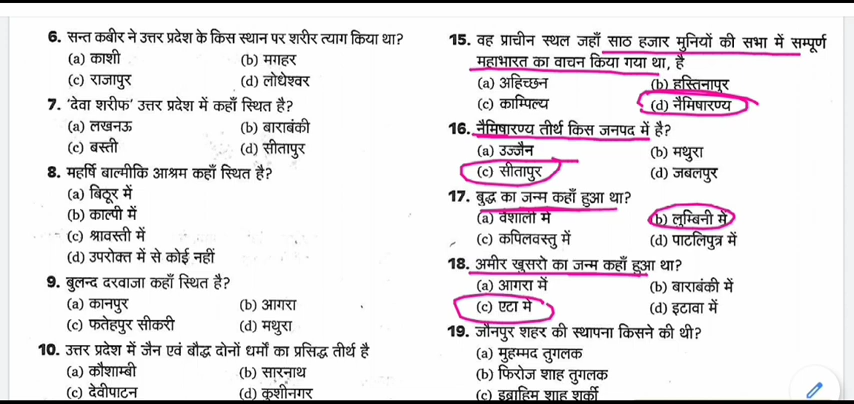 6. सन्त कबीर ने उत्तर प्रदेश के किस स्थान पर शरीर त्याग किया था?
(a) काशी (b) मगहर
(c) राजापुर (d) लोधेश्वर
7. 'देवा शरीफ' उत्तर प्रदेश में कहाँ स्थित है?
(a) लखनऊ (b) बाराबंकी
(c) बस्ती (d) सीतापुर
8. महर्षि बाल्मीकि आश्रम कहाँ स्थित है?
(a) बिठूर में
(b) काल्पी में
(c) श्रावस्ती में
(d) उपरोक्त में से कोई नहीं
9. बुलन्द दरवाजा कहाँ स्थित है?
(a) कानपुर (b) आगरा
(c) फतेहपुर सीकरी (d) मथुरा
10. उत्तर प्रदेश में जैन एवं बौद्ध दोनों धर्मों का प्रसिद्ध तीर्थ है
(a) कौशाम्बी (b) सारनाथ
(c) देवीपाटन (d) कुशीनगर
15. वह प्राचीन स्थल जहाँ साठ हजार मुनियों की सभा में सम्पूर्ण
महाभारत का वाचन किया गया था, है
(a) अहिच्छन (b) हस्तिनापुर
(c) काम्पिल्य (d) नैमिषारण्य
16. नैमिषारण्य तीर्थ किस जनपद में है?
(a) उज्जैन (b) मथुरा
(c) सीतापुर (d) जबलपुर
17. बुद्ध का जन्म कहाँ हुआ था?
(a) वैशाली में (b) लुम्बिनी में
(c) कपिलवस्तु में (d) पाटलिपुत्र में
18. अमीर खुसरो का जन्म कहाँ हुआ था?
(a) आगरा में (b) बाराबंकी में
(c) एटा में (d) इटावा में
19. जौनपुर शहर की स्थापना किसने की थी?
(a) मुहम्मद तुगलक
(b) फिरोज शाह तुगलक
(c) इब्राहिम शाह शर्की